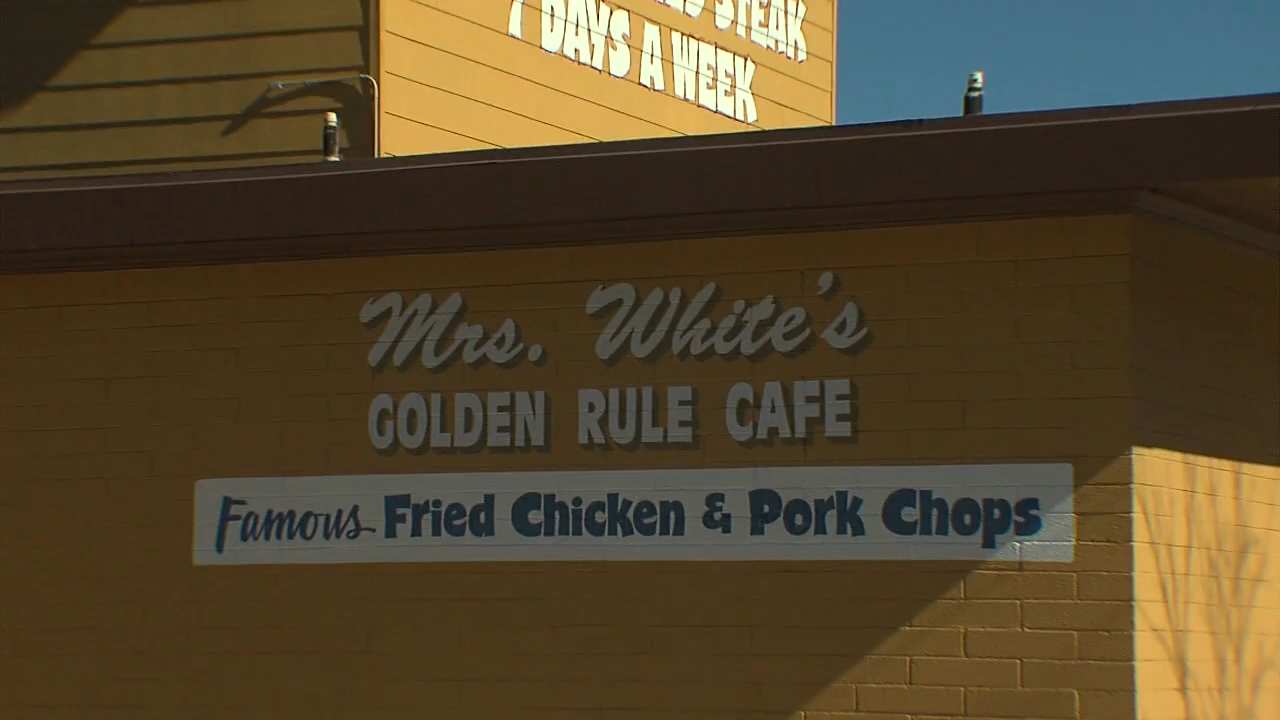 STEAK
7 DAYS A WEEK
Mrs. White's
GOLDEN RULE CAFE
Famous Fried Chicken & Pork Chops